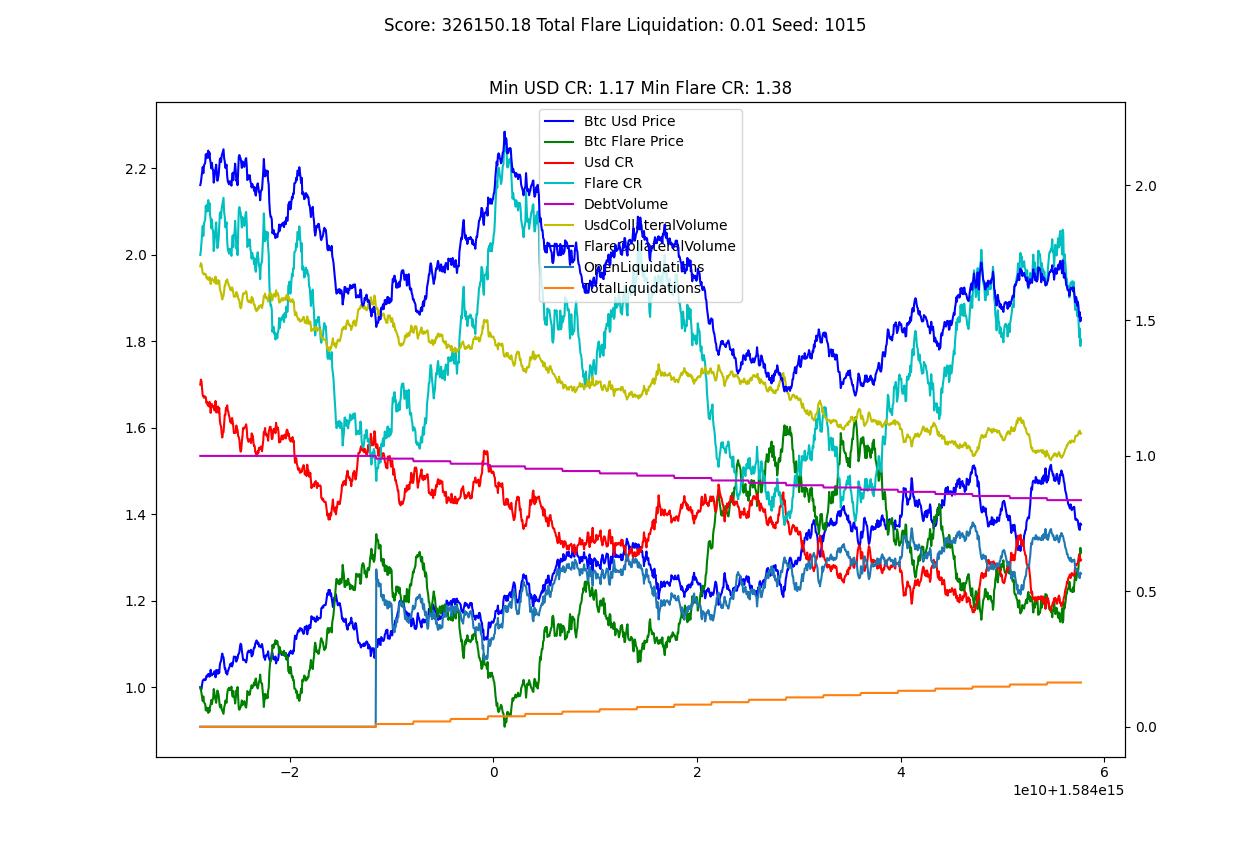 Score: 326150.18 Total Flare Liquidation: 0.01 Seed: 1015
Min USD CR: 1.17 Min Flare CR: 1.38
Btc Usd Price
Btc Flare Price
Usd CR
Flare CR
DebtVolume
UsdCollateralVolume
FlareCollateralVolume
OpenLiquidations
TotalLiquidations
2.2
2.0
1.8
1.6
1.4
1.2
1.0
2.0
1.5
1.0
0.5
0.0
−2
0
2
4
6
1e10+1.584e15